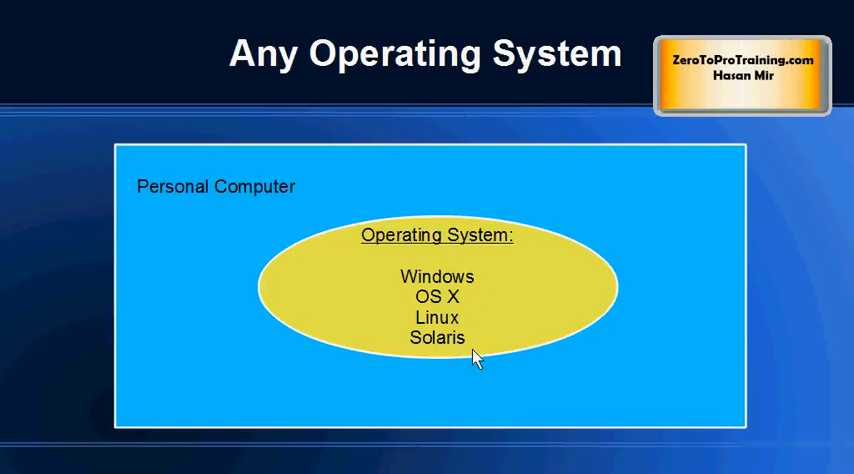 Any Operating System
ZeroToProTraining.com
Hasan Mir
Personal Computer
Operating System:
Windows
OS X
Linux
Solaris